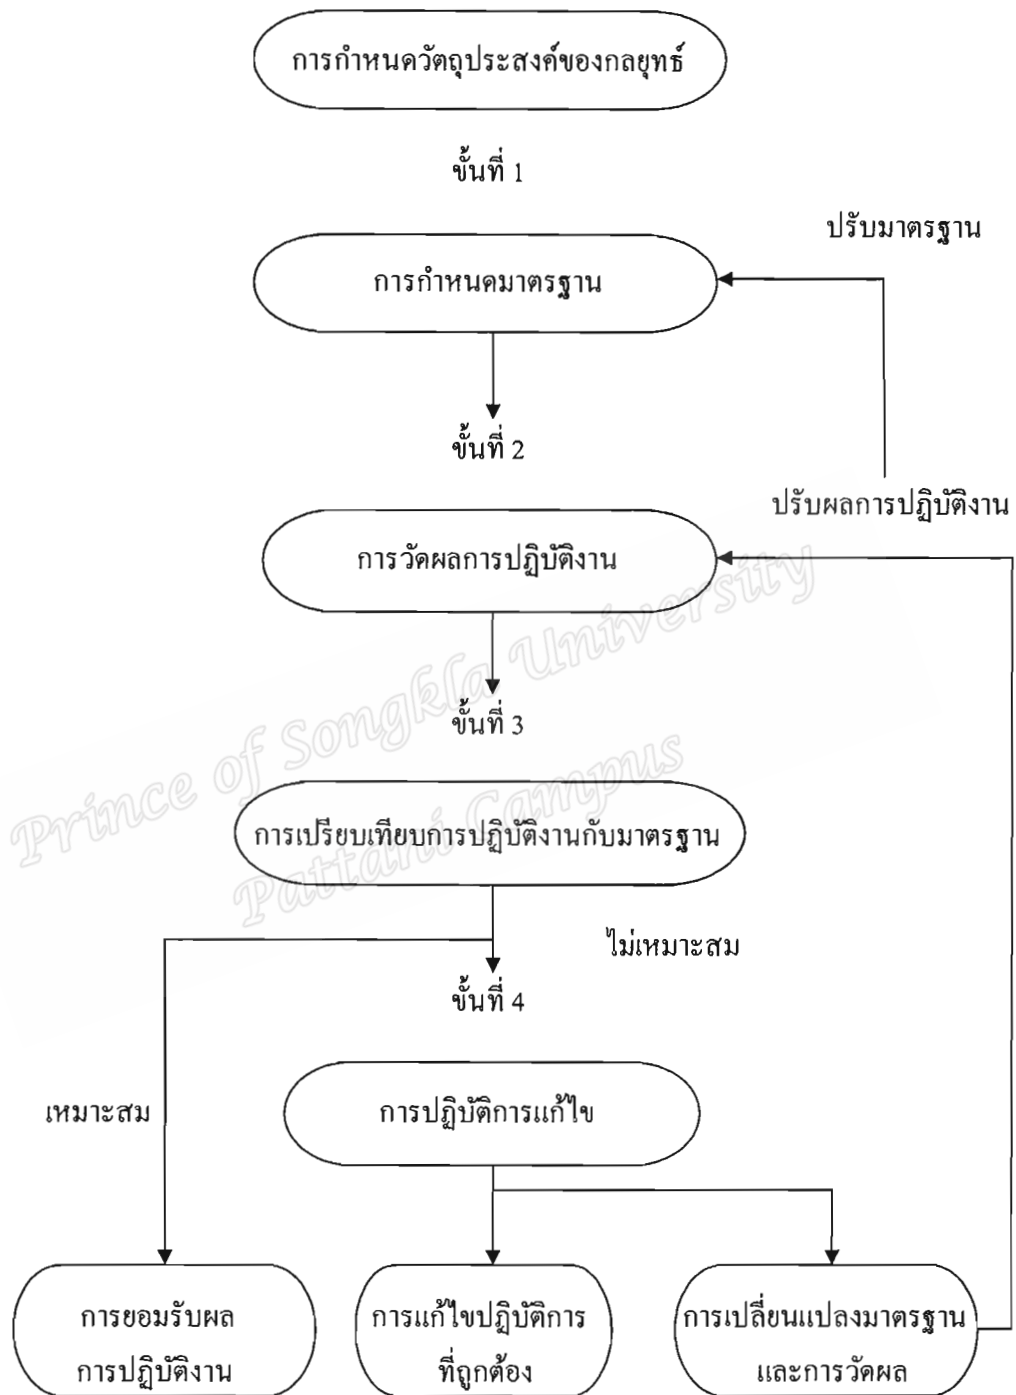 การกำหนดวัตถุประสงค์ของกลยุทธ์
ขั้นที่ 1
ปรับมาตรฐาน
การกำหนดมาตรฐาน
ขั้นที่ 2
ปรับผลการปฏิบัติงาน
การวัดผลการปฏิบัติงาน
ขั้นที่ 3
Prince of Songkla University
Pattani Campus
การเปรียบเทียบการปฏิบัติงานกับมาตรฐาน
ไม่เหมาะสม
ขั้นที่ 4
เหมาะสม
การปฏิบัติการแก้ไข
การยอมรับผล
การปฏิบัติงาน
การแก้ไขปฏิบัติการ
ที่ถูกต้อง
การเปลี่ยนแปลงมาตรฐาน
และการวัดผล